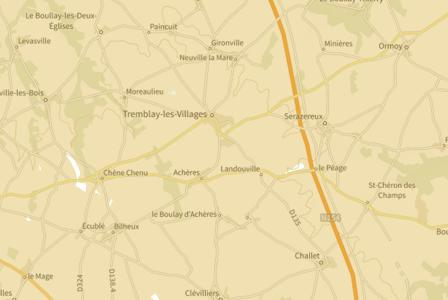 Le Boullay-les-Deux-
Églises
Levasville
Paincuit
Gironville
Neuville la Mare
Minières
Ormoy
ville-les-Bois
Moreaulieu
Tremblay-les-Villages
Serazereux
Chêne Chenu
Achères
Landouville
le Péage
St-Chéron des
Champs
le Boulay d'Achères
D135
Écublé
Bilheux
Challet
le Mage
D324
D138.4
Clévilliers